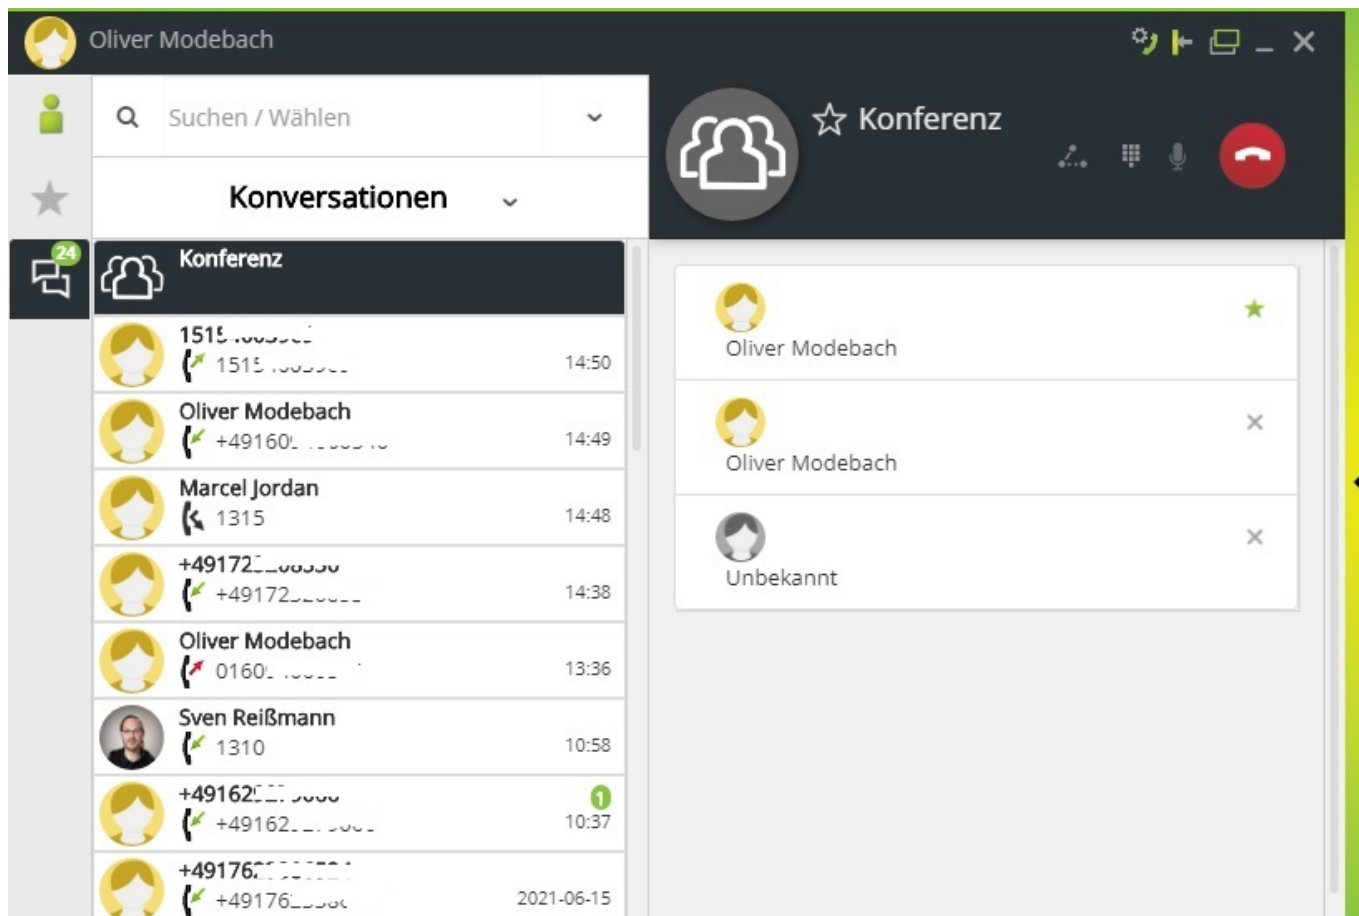 Oliver Modebach
Suchen / Wählen
Konversationen
24
Konferenz
14:50
Oliver Modebach
14:49
Marcel Jordan
1315
14:48
14:38
Oliver Modebach
13:36
Sven Reißmann
1310
10:58
1
10:37
2021-06-15
Konferenz
Oliver Modebach
Oliver Modebach
Unbekannt